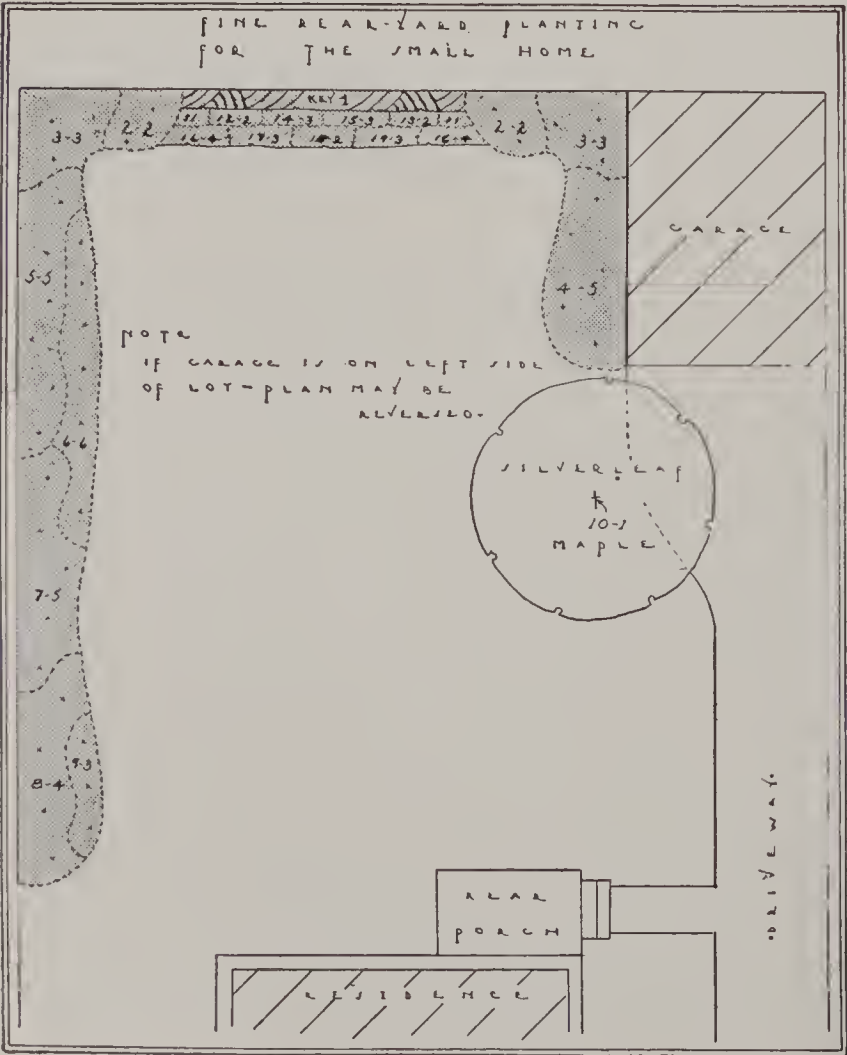 FINE REAR-YARD PLANTING
FOR THE SMALL HOME
KEY 1
3-3
2-2
11 12-2 14-3 15-3 13-2 11
16-4 17-3 18-2 19-3 16-4
2-2
3-3
GARAGE
5-5
4-5
NOTE
IF GARAGE IS ON LEFT SIDE
OF LOT-PLAN MAY BE
REVERSED-
6-6
SILVERLEAF
10-1
MAPLE
7-5
9-3
8-4
DRIVEWAY
REAR
PORCH
RESIDENCE